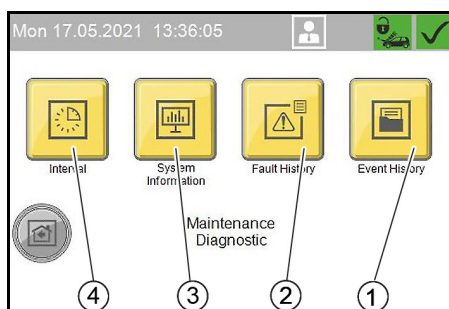 Mon 17.05.2021 13:36:05
Interval
System Information
Fault History
Event History
Maintenance
Diagnostic
4
3
2
1